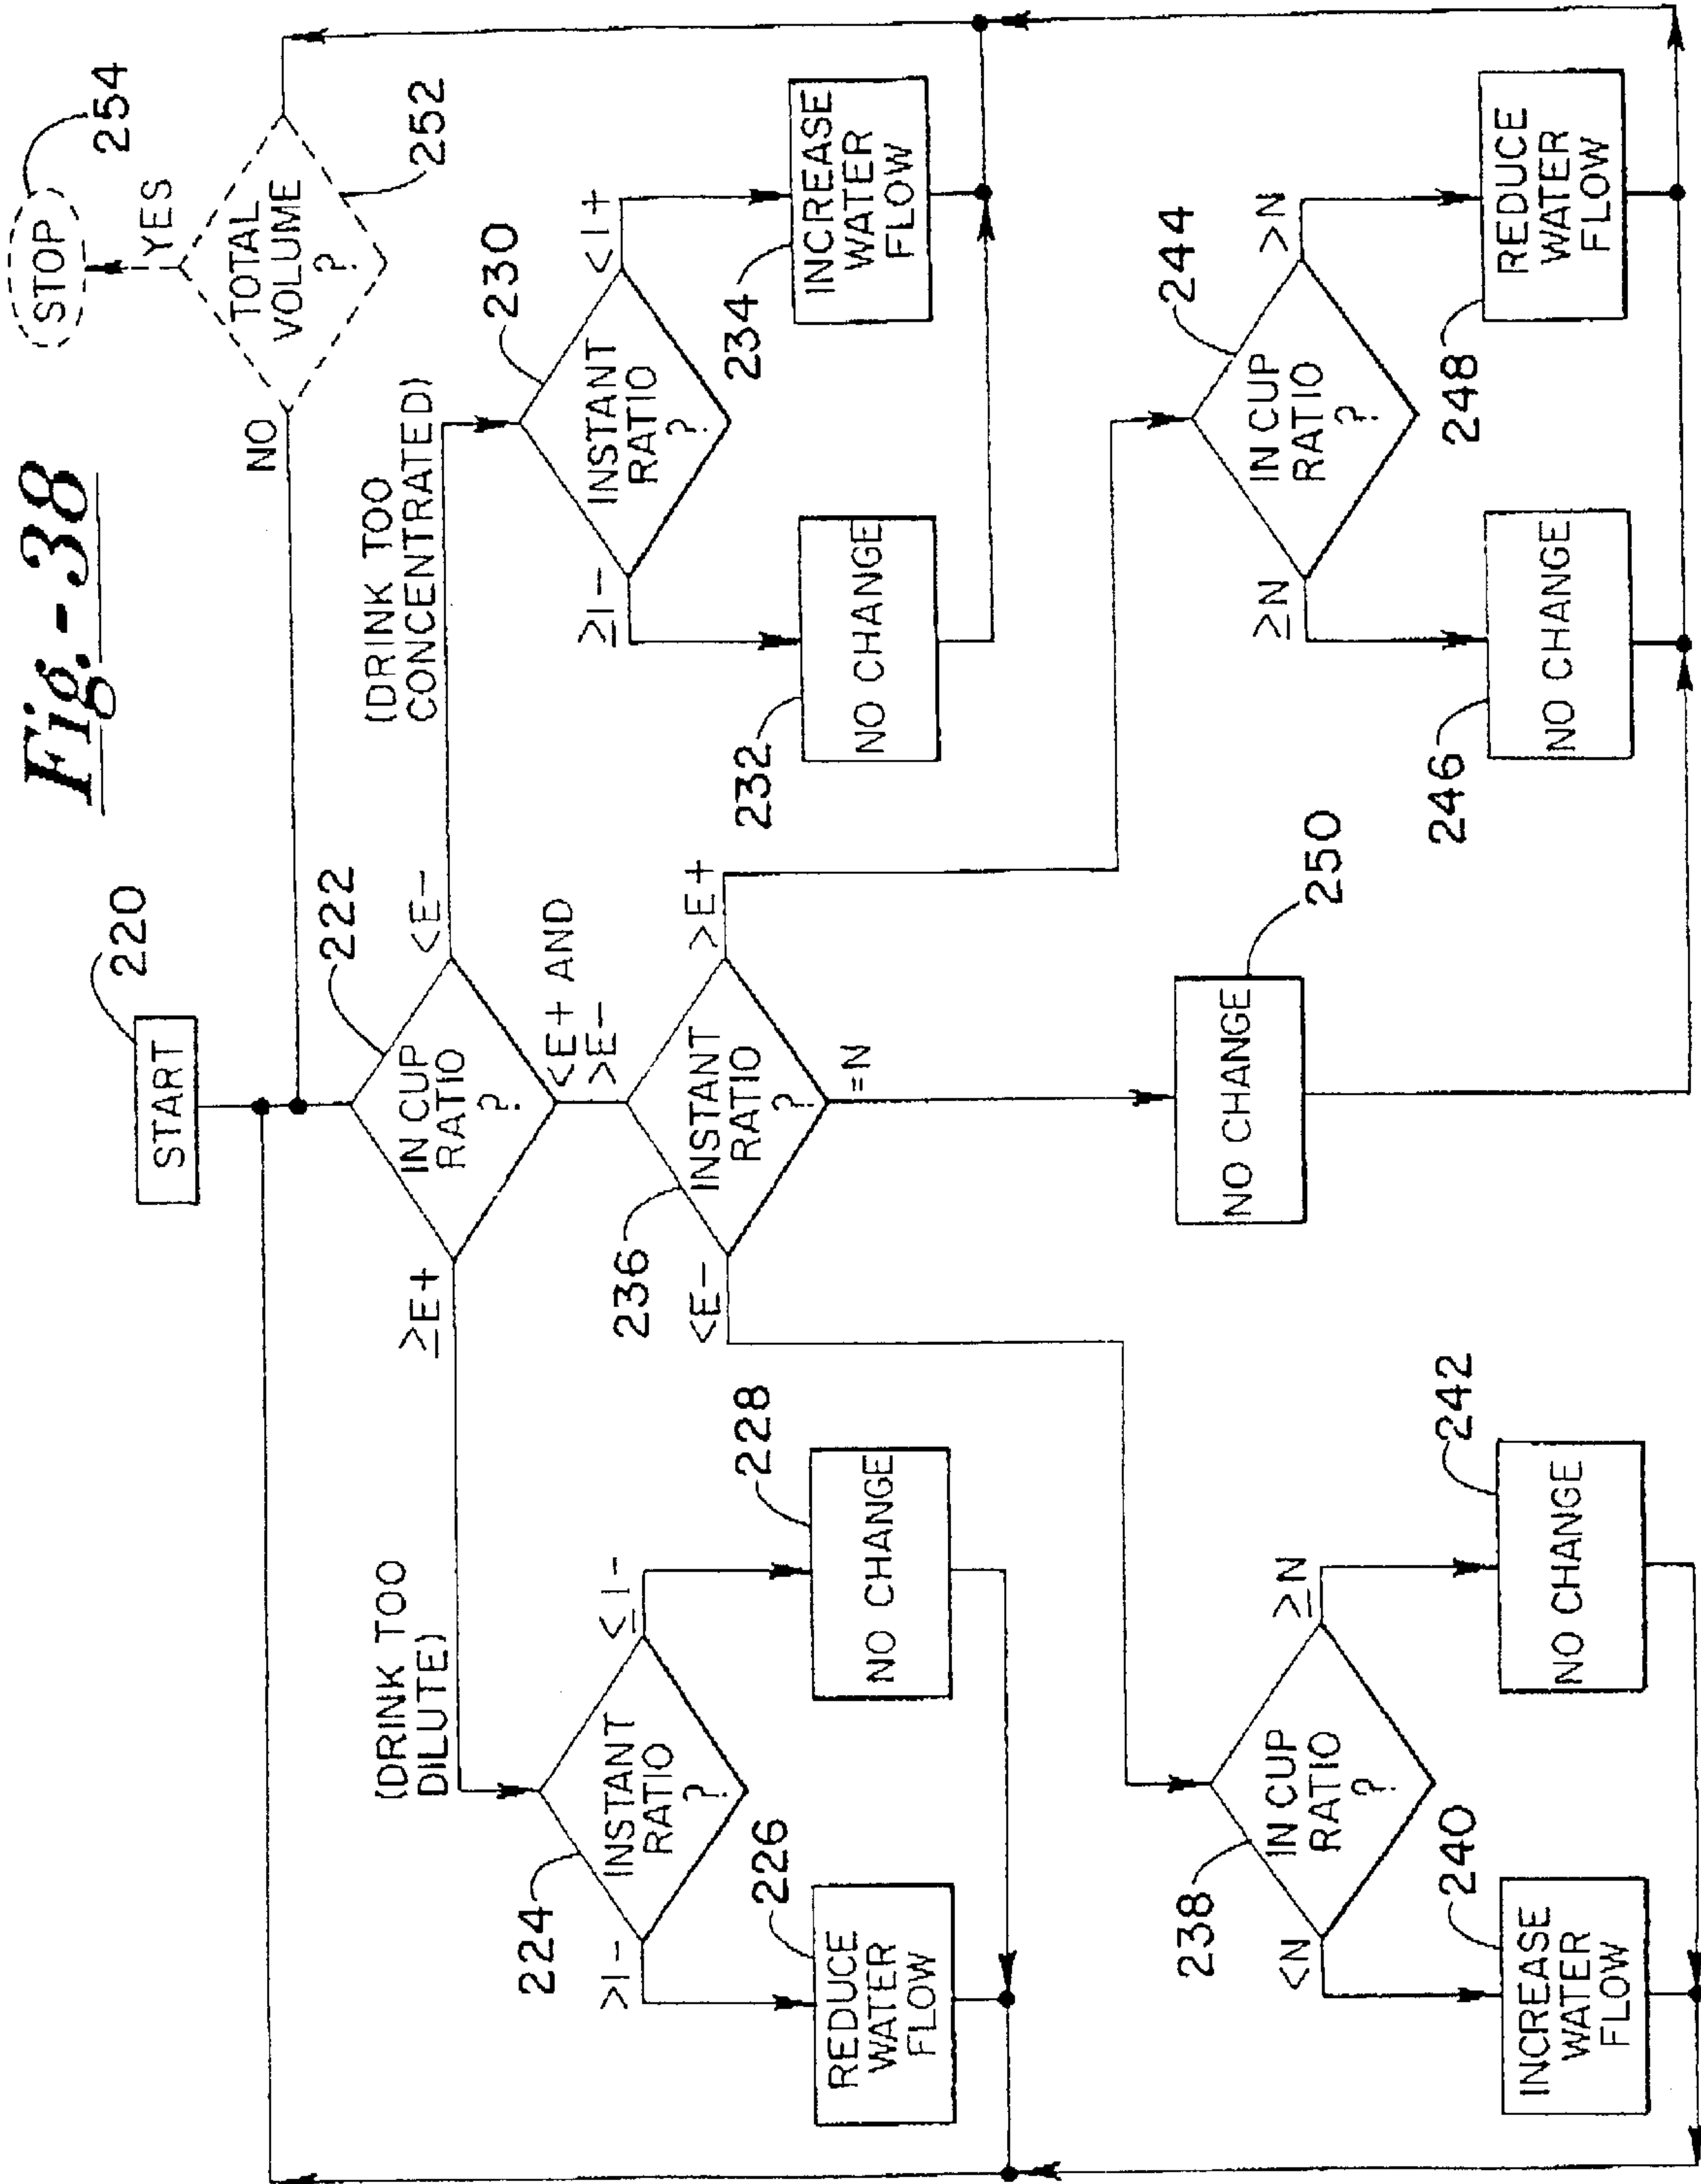 Fig.-38
220
START
STOP
254
YES
TOTAL
VOLUME
?
252
NO
222
IN CUP
RATIO
?
≥E+
<E-
<E+ AND
>E-
(DRINK TOO
DILUTE)
(DRINK TOO
CONCENTRATED)
224
INSTANT
RATIO
?
>I-
≤I-
226
REDUCE
WATER
FLOW
228
NO CHANGE
230
INSTANT
RATIO
?
≥I-
<I+
232
NO CHANGE
234
INCREASE
WATER
FLOW
236
INSTANT
RATIO
?
<E-
>E+
=N
238
IN CUP
RATIO
?
<N
≥N
240
INCREASE
WATER
FLOW
242
NO CHANGE
250
NO CHANGE
244
IN CUP
RATIO
?
≥N
>N
246
NO CHANGE
248
REDUCE
WATER
FLOW